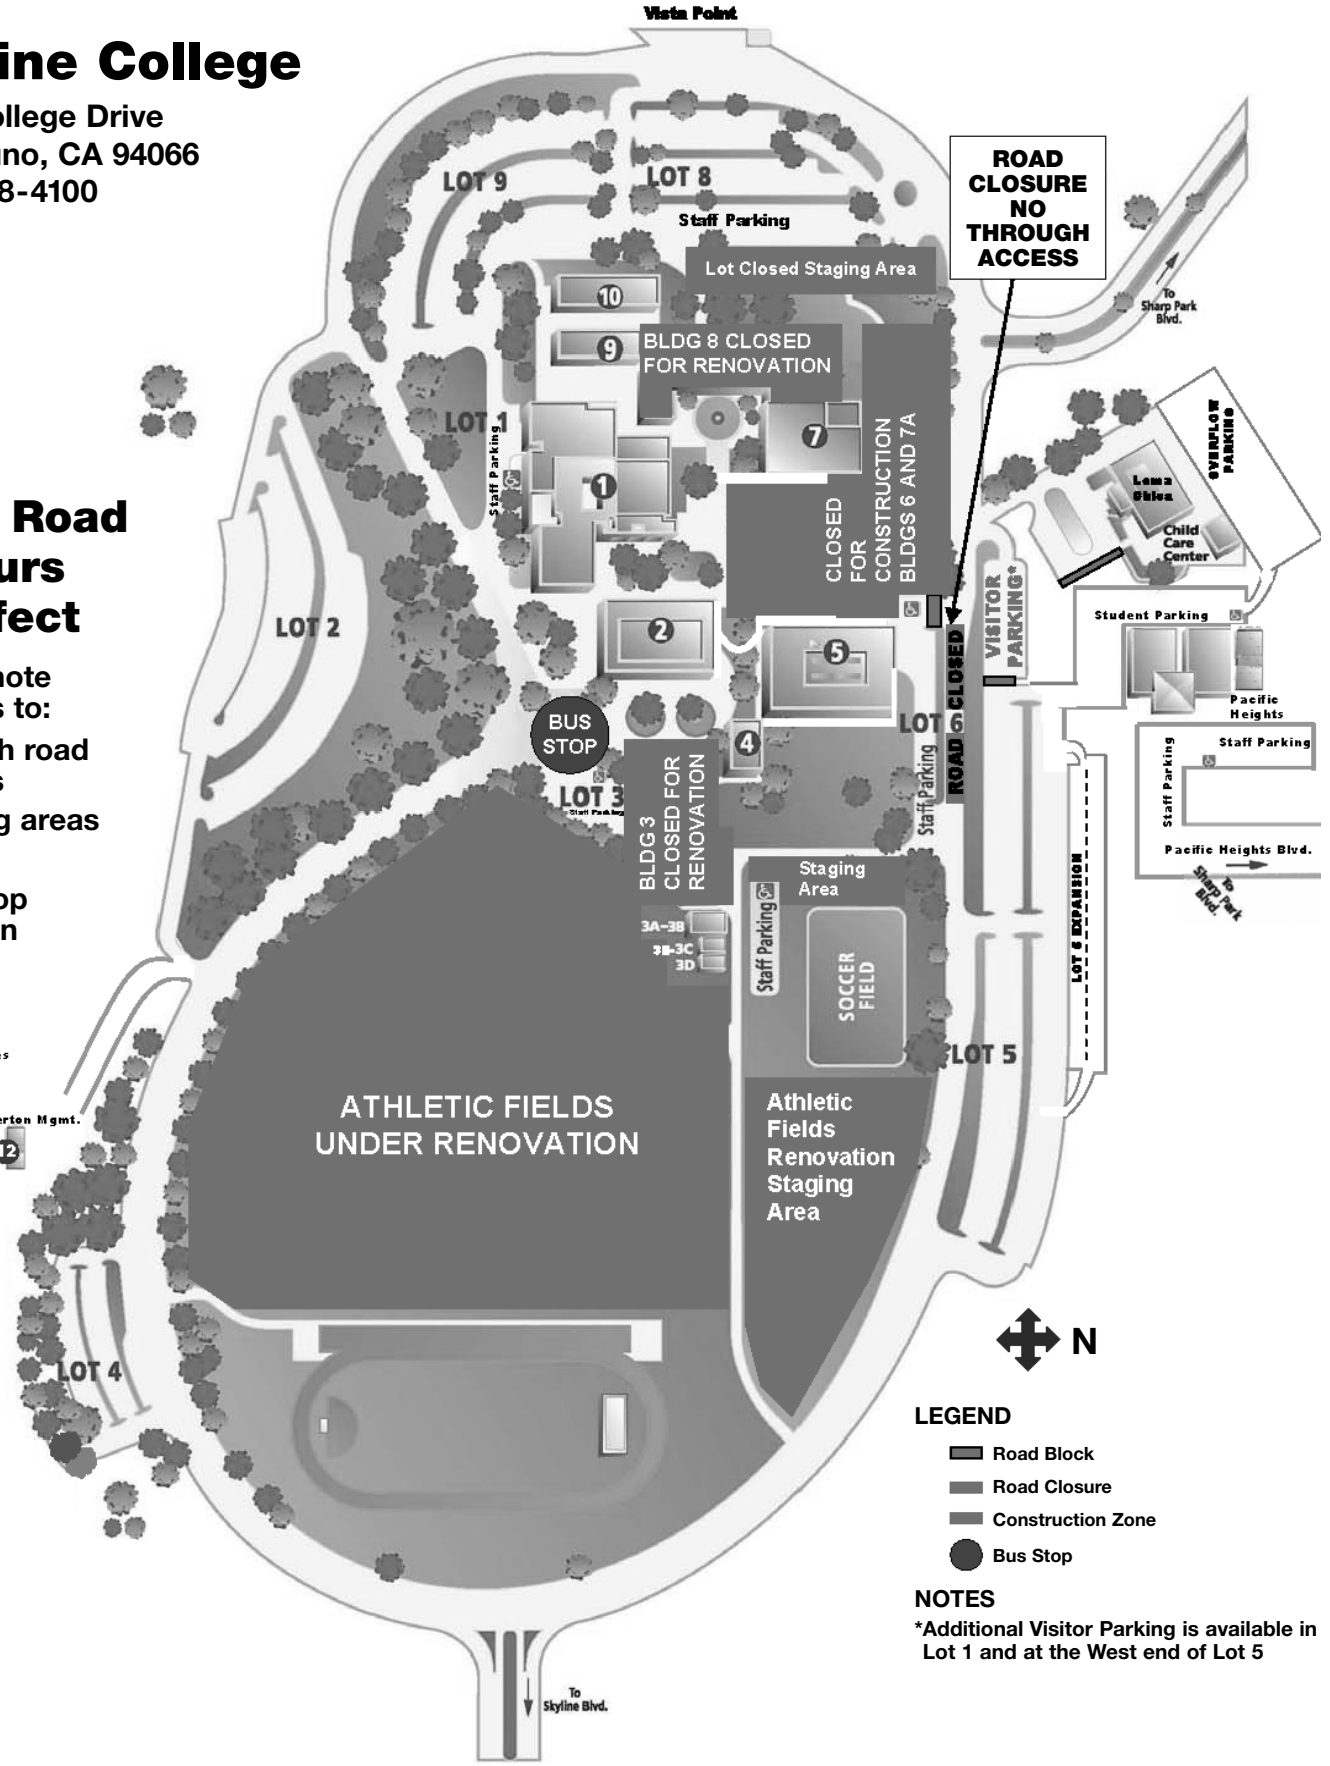 Vista Point
ine College
ollege Drive
uno, CA 94066
8-4100
ROAD
CLOSURE
NO
THROUGH
ACCESS
LOT 9
LOT 8
Staff Parking
Lot Closed Staging Area
To
Sharp Park
Blvd.
10
9
BLDG 8 CLOSED
FOR RENOVATION
LOT 1
Staff Parking
7
1
CLOSED
FOR
CONSTRUCTION
BLDGS 6 AND 7A
OVERFLOW
PARKING
Loma
Chica
Child
Care
Center
Road
urs
fect
LOT 2
2
5
VISITOR
PARKING*
Student Parking
Pacific
Heights
note
s to:
h road
s
g areas
op
n
BUS
STOP
4
LOT 6
Staff Parking
ROAD CLOSED
Staff Parking
Staff Parking
Pacific Heights Blvd.
To
Sharp Park
Blvd.
LOT 3
Staff Parking
BLDG 3
CLOSED FOR
RENOVATION
Staging
Area
3A-3B
3B-3C
3D
Staff Parking
SOCCER
FIELD
LOT 6 EXPANSION
LOT 5
es
erton Mgmt.
12
ATHLETIC FIELDS
UNDER RENOVATION
Athletic
Fields
Renovation
Staging
Area
LOT 4
N
LEGEND
Road Block
Road Closure
Construction Zone
Bus Stop
NOTES
*Additional Visitor Parking is available in
Lot 1 and at the West end of Lot 5
To
Skyline Blvd.